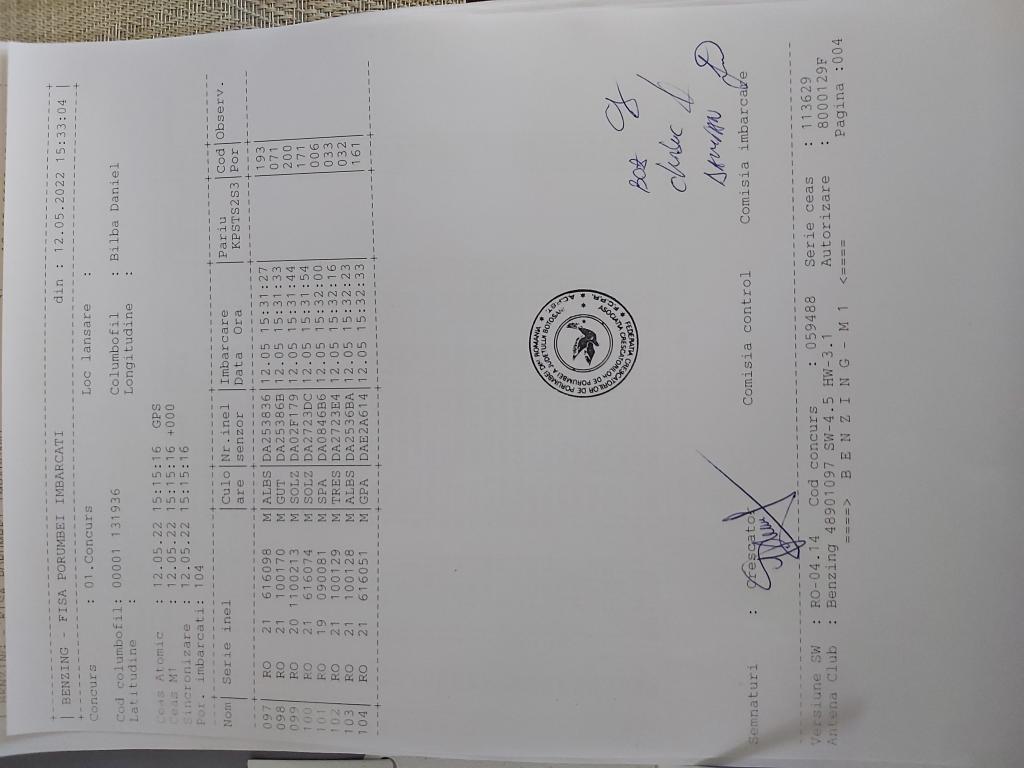 | BENZING - FISA PORUMBEI IMBARCATI din : 12.05.2022 15:33:04 |
Concurs : 01.Concurs Loc lansare :
Cod columbofil: 00001 131936 Columbofil : Bilba Daniel
Latitudine : Longitudine :
Ceas Atomic : 12.05.22 15:15:16 GPS
Ceas M1 : 12.05.22 15:15:16 +000
Sincronizare : 12.05.22 15:15:16
Por. imbarcati: 104
Nom| Serie inel |Culo|Nr.inel |Imbarcare |Pariu |Cod |Observ.
|are |senzor |Data Ora | KPSTS2S3|Por |
097| RO 21 616098 M|ALBS|DA253836|12.05 15:31:27| | 193|
098| RO 21 100170 M|GUT |DA25386B|12.05 15:31:33| | 071|
099| RO 20 1100213 M|SOLZ|DA02F179|12.05 15:31:44| | 200|
100| RO 21 616074 M|SOLZ|DA2723DC|12.05 15:31:54| | 171|
101| RO 19 090081 M|SPA |DA0846B6|12.05 15:32:00| | 006|
102| RO 21 100129 M|TRES|DA2723E4|12.05 15:32:16| | 033|
103| RO 21 100128 M|ALBS|DA2536BA|12.05 15:32:23| | 032|
104| RO 21 616051 M|GPA |DAE2A614|12.05 15:32:33| | 161|
FEDERATIA CRESCATORILOR DE PORUMBEI DIN ROMANIA
ASOCIATIA CRESCATORILOR DE PORUMBEI A JUDETULUI BOTOSANI
Semnaturi : Crescator Comisia control Comisia imbarcare
Versiune SW : RO-04.14 Cod concurs : 059488 Serie ceas : 113629
Antena Club : Benzing 48901097 SW-4.5 HW-3.1 Autorizare : 8000129F
====> B E N Z I N G - M 1 <==== Pagina :004